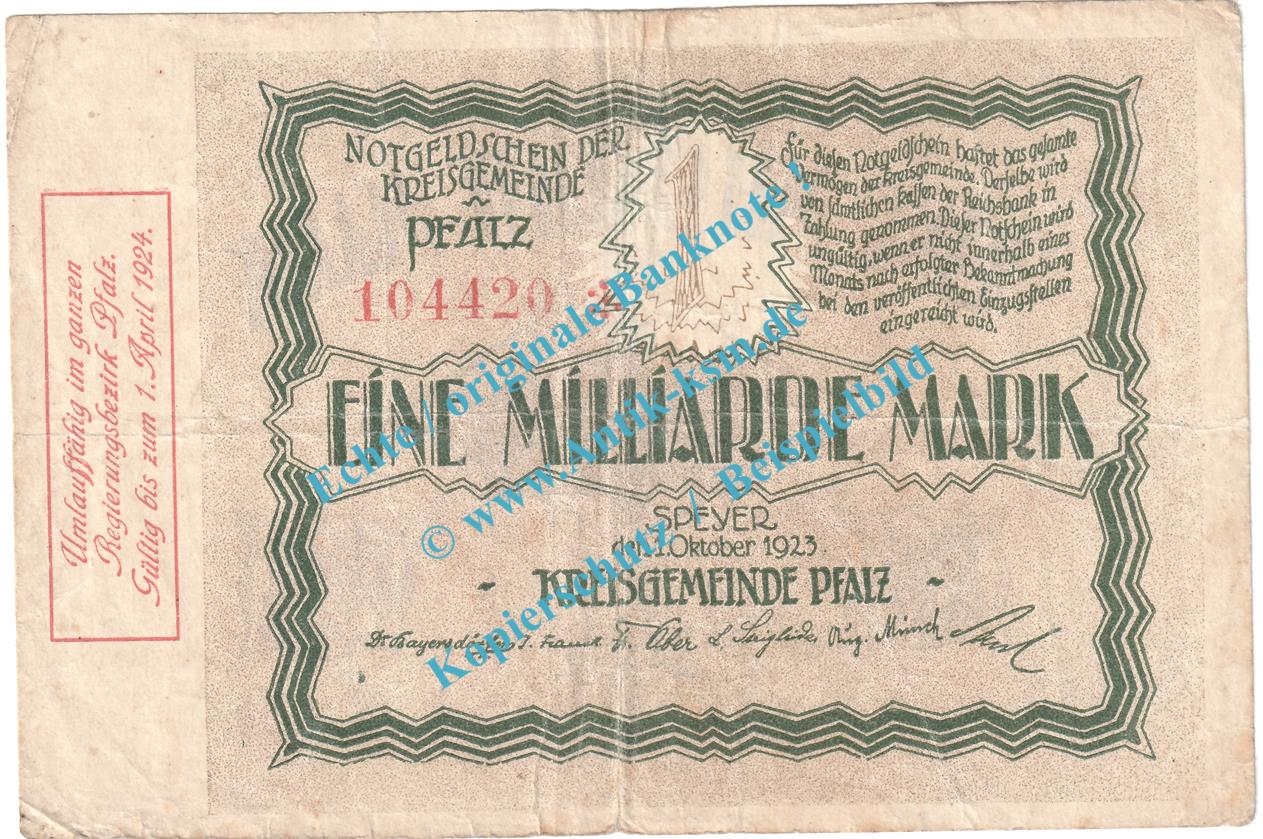 NOTGELDSCHEIN DER
KREISGEMEINDE
PFALZ
104420
1
Für diesen Notgeldschein haftet das gesamte
Vermögen der Kreisgemeinde. Derselbe wird
von sämtlichen Kassen der Reichsbank in
Zahlung genommen. Dieser Notschein wird
ungültig, wenn er nicht innerhalb eines
Monats nach erfolgter Bekanntmachung
bei den veröffentlichten Einzugsstellen
eingereicht wird.
EINE MILLIARDE MARK
SPEYER
den 1. Oktober 1923.
- KREISGEMEINDE PFALZ -
Umlauffähig im ganzen
Regierungsbezirk Pfalz.
Gültig bis zum 1. April 1924.
Echte / originale Banknote !
© www.Antik-ksm.de
Kopierschutz / Beispielbild